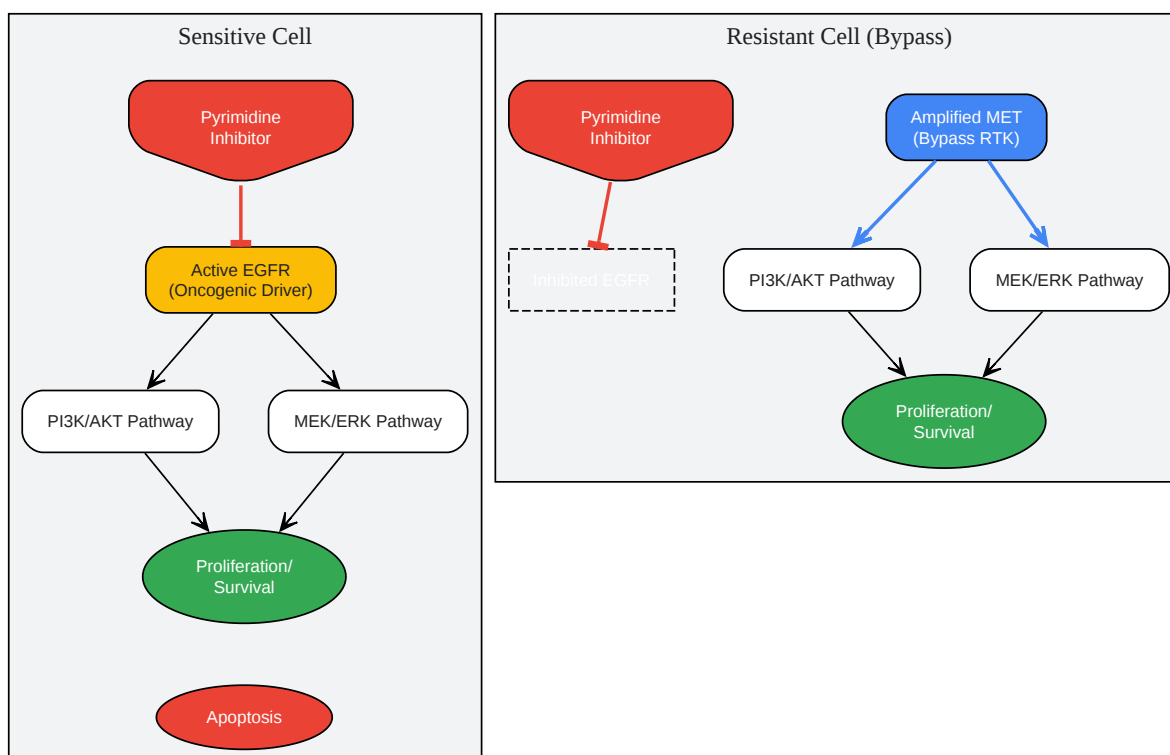 Sensitive Cell
Pyrimidine
Inhibitor
Active EGFR
(Oncogenic Driver)
PI3K/AKT Pathway
MEK/ERK Pathway
Proliferation/
Survival
Apoptosis
Resistant Cell (Bypass)
Pyrimidine
Inhibitor
Amplified MET
(Bypass RTK)
Inhibited EGFR
PI3K/AKT Pathway
MEK/ERK Pathway
Proliferation/
Survival